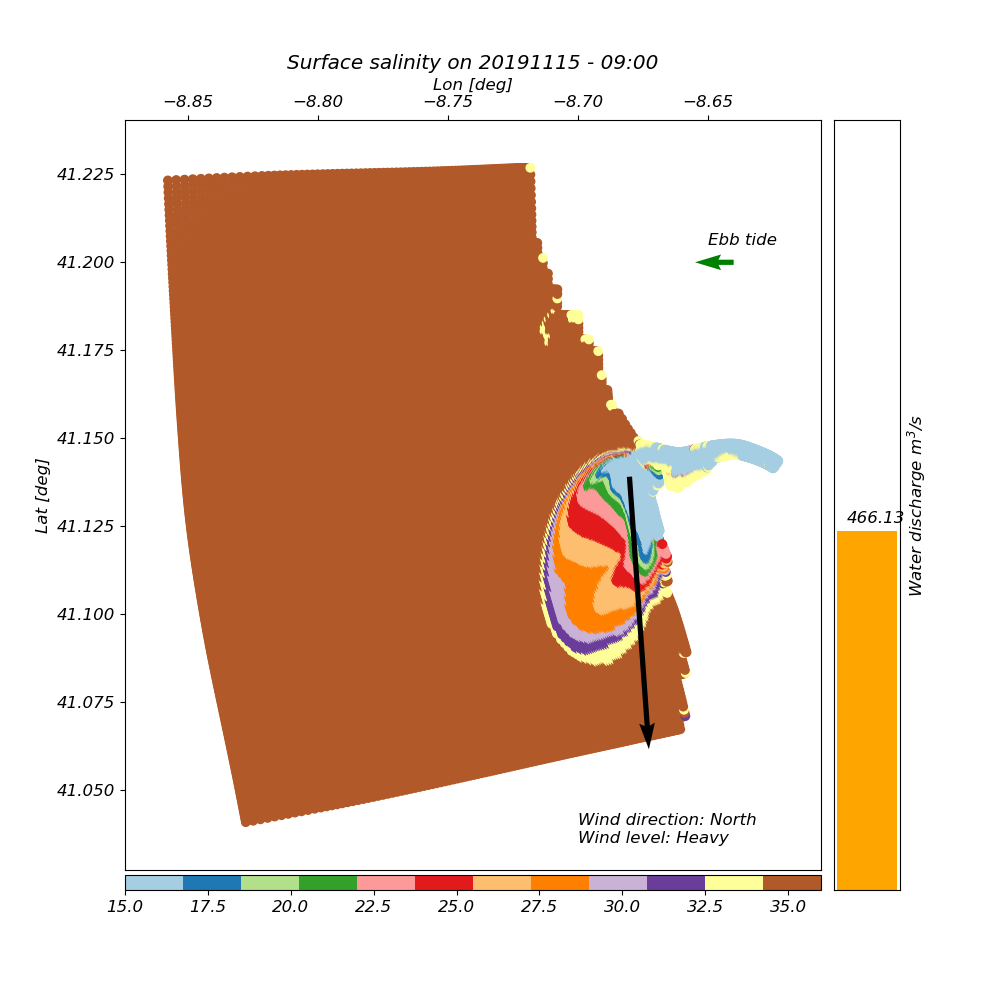 Surface salinity on 20191115 - 09:00
Lon [deg]
−8.85 −8.80 −8.75 −8.70 −8.65
41.225
41.200
41.175
41.150
41.125
41.100
41.075
41.050
Lat [deg]
Ebb tide
466.13
Water discharge m³/s
Wind direction: North
Wind level: Heavy
15.0 17.5 20.0 22.5 25.0 27.5 30.0 32.5 35.0